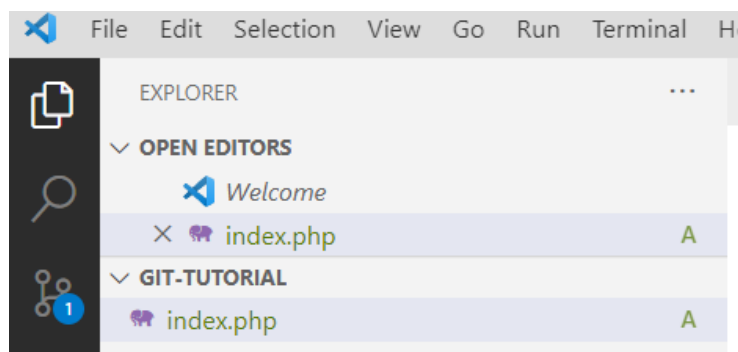 File Edit Selection View Go Run Terminal
EXPLORER ...
OPEN EDITORS
Welcome
index.php A
GIT-TUTORIAL
1
index.php A